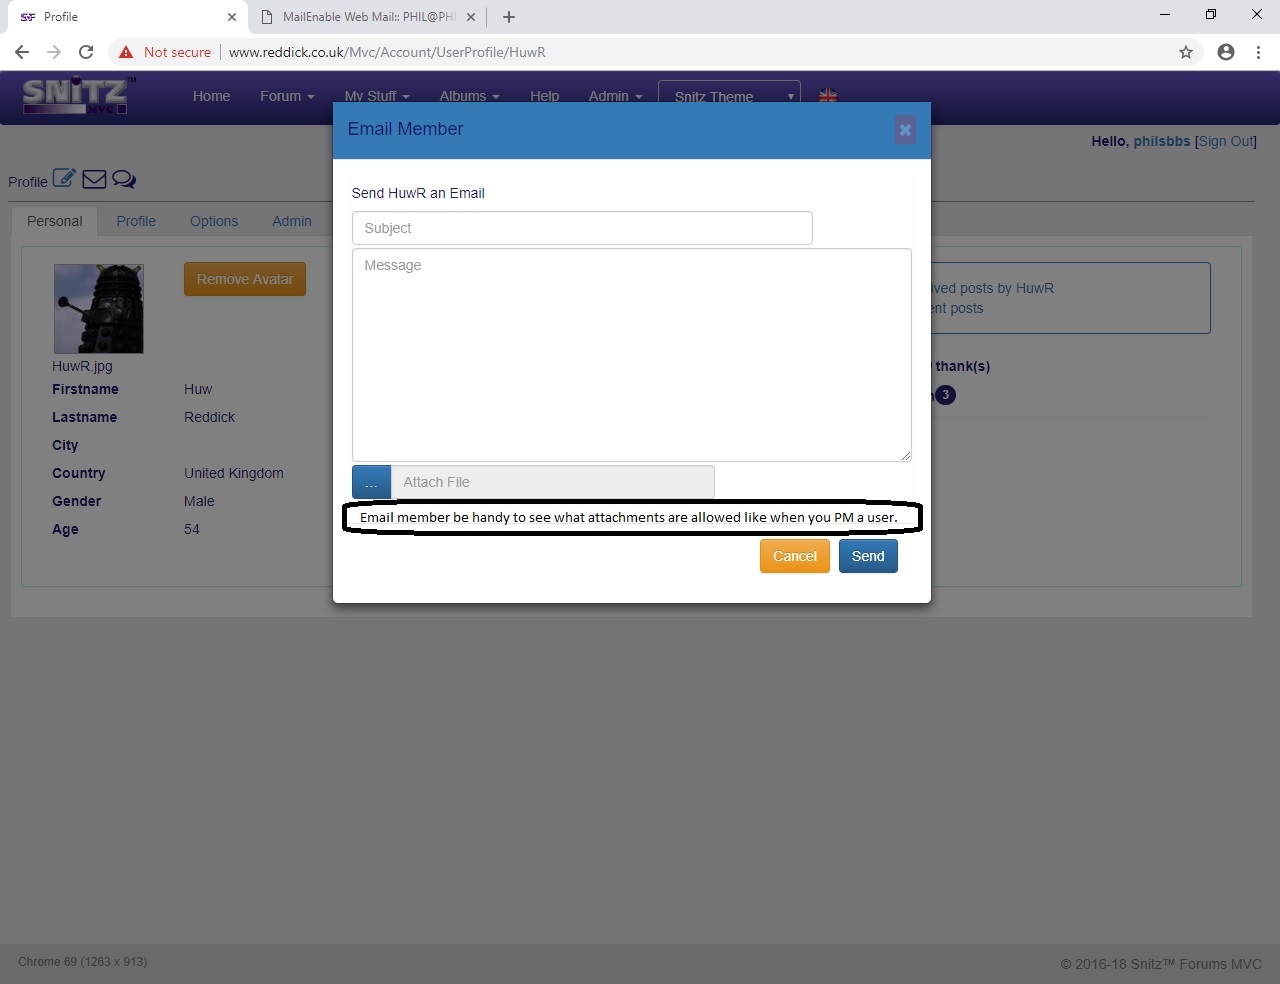 Profile
MailEnable Web Mail:: PHIL@PH
Not secure
www.reddick.co.uk/Mvc/Account/UserProfile/HuwR
SNiTZ™
MVC
Home Forum My Stuff Albums Help Admin Snitz Theme
Email Member
Hello, philsbbs [Sign Out]
Profile
Send HuwR an Email
Personal Profile Options Admin
Subject
Message
Remove Avatar
ived posts by HuwR
ent posts
HuwR.jpg
thank(s)
Firstname Huw
3
Lastname Reddick
City
Country United Kingdom
... Attach File
Gender Male
Email member be handy to see what attachments are allowed like when you PM a user.
Age 54
Cancel Send
Chrome 69 (1263 x 913)
© 2016-18 Snitz™ Forums MVC